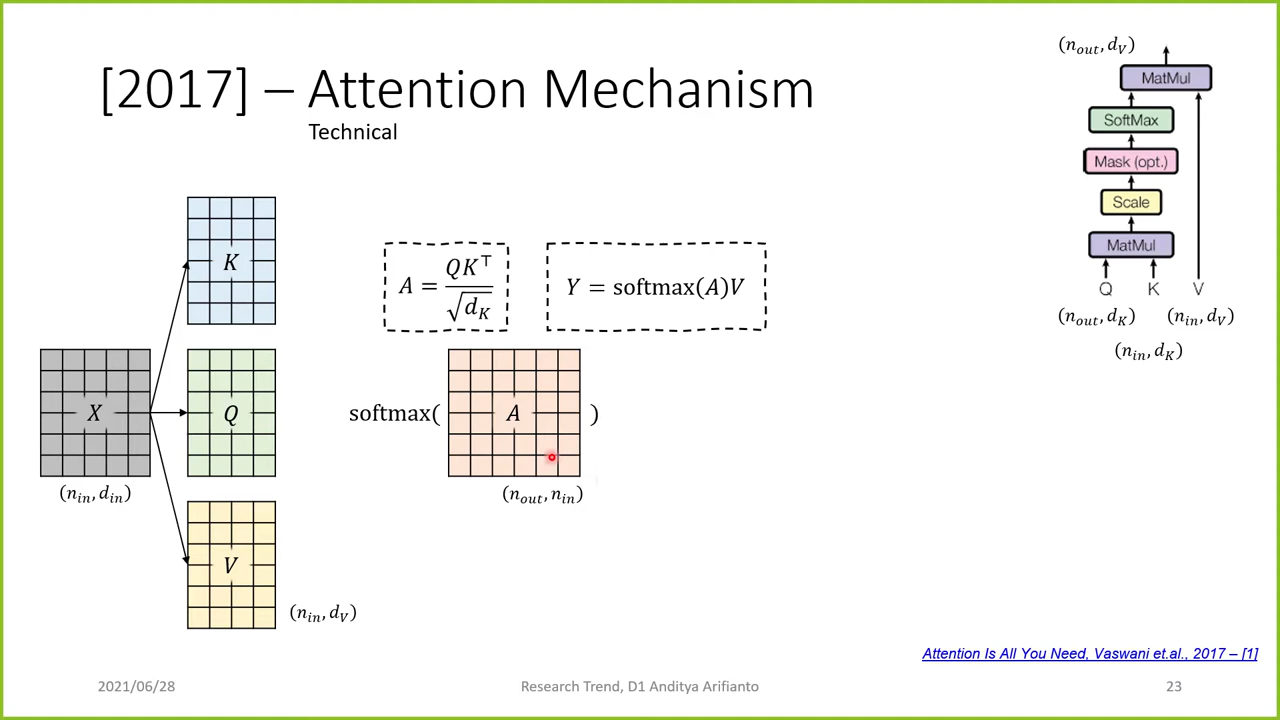 [2017] – Attention Mechanism
Technical
(n_out, d_V)
MatMul
SoftMax
Mask (opt.)
Scale
MatMul
Q K V
(n_out, d_K) (n_in, d_V)
(n_in, d_K)
K
A = QK^⊤ / √d_K
Y = softmax(A)V
X
Q
softmax( A )
(n_in, d_in)
(n_out, n_in)
V
(n_in, d_V)
Attention Is All You Need, Vaswani et.al., 2017 – [1]
2021/06/28
Research Trend, D1 Anditya Arifianto
23